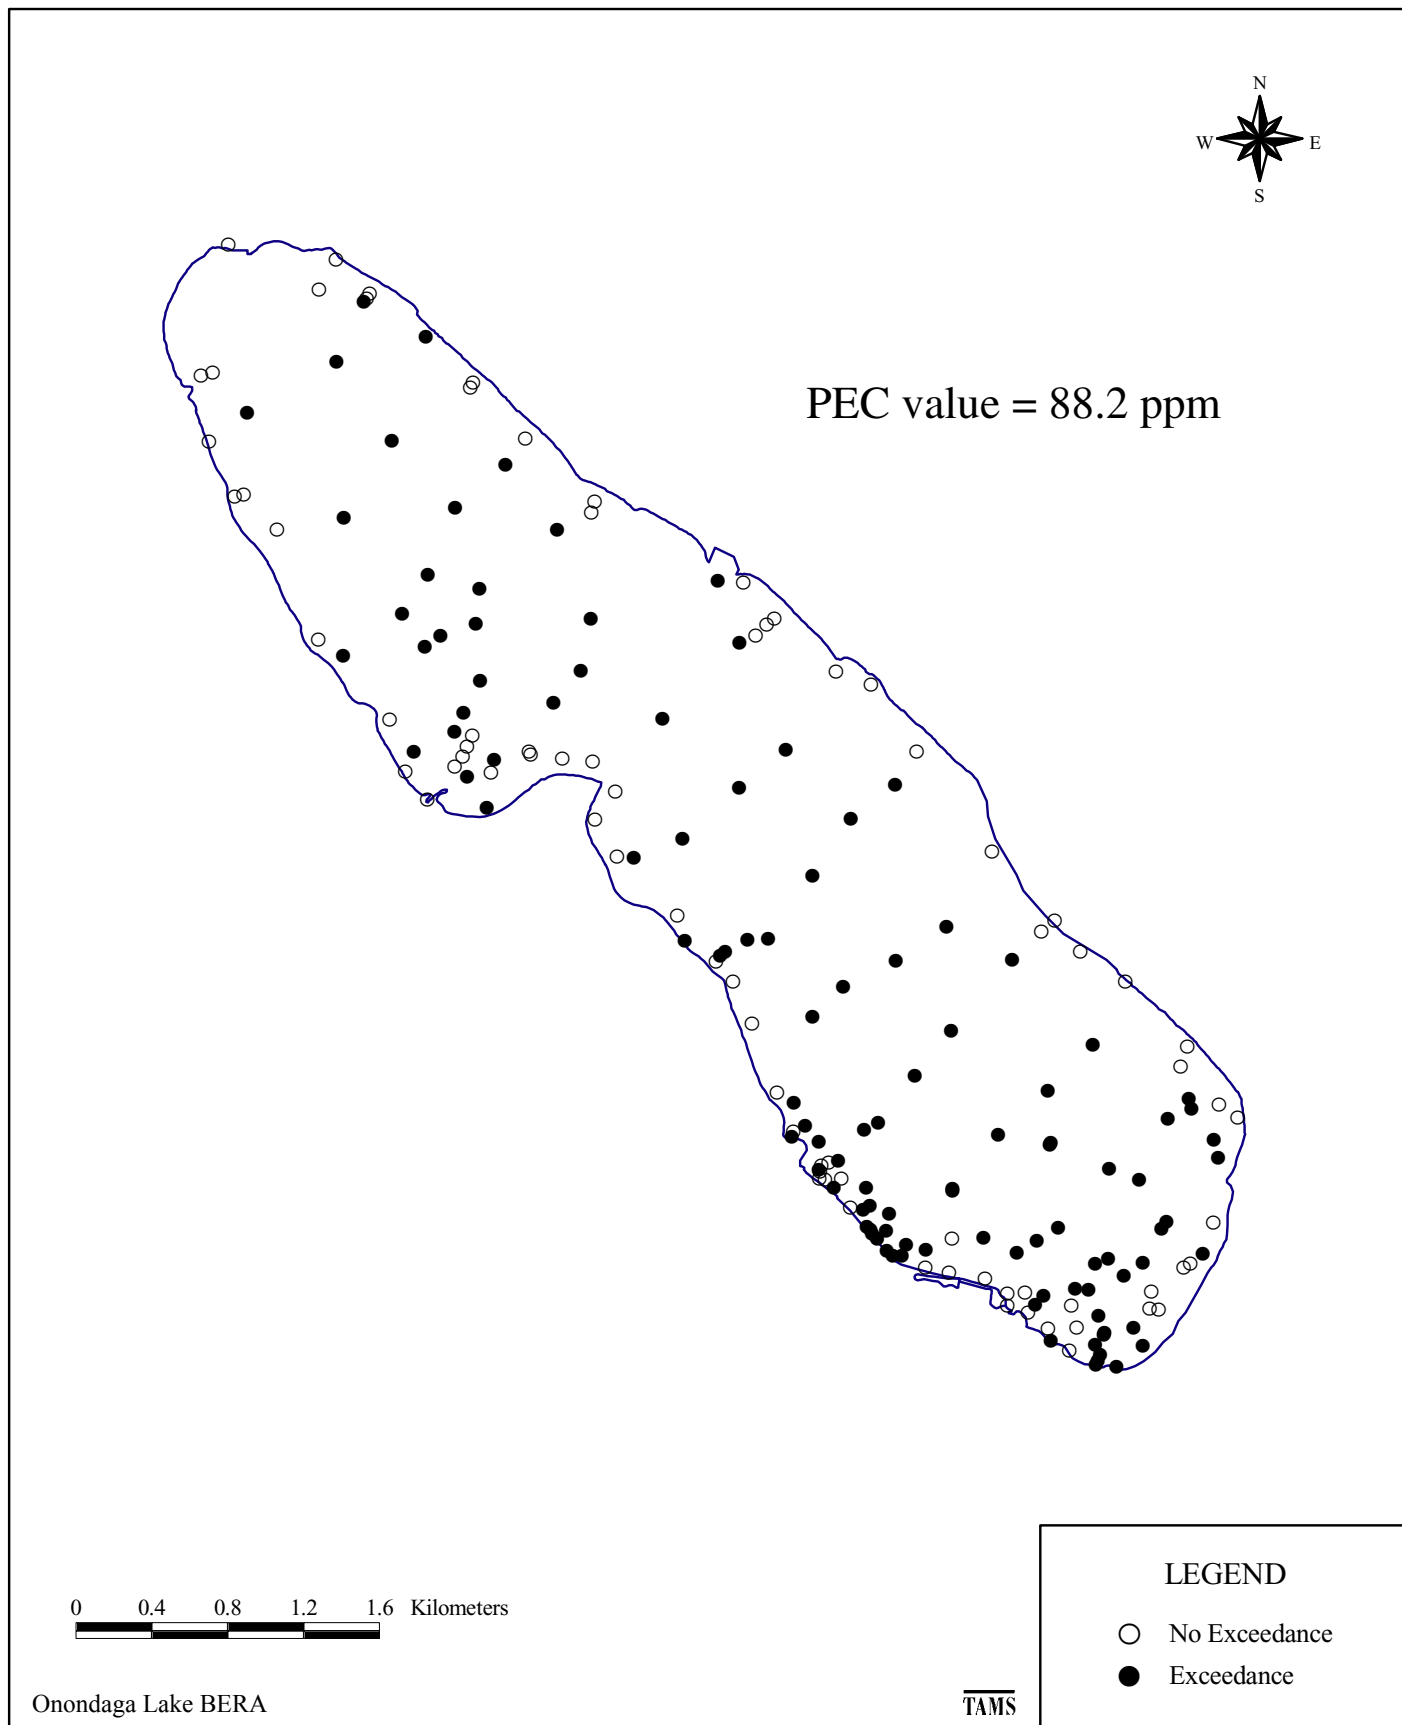 N
W E
S
PEC value = 88.2 ppm
LEGEND
No Exceedance
Exceedance
0 0.4 0.8 1.2 1.6 Kilometers
Onondaga Lake BERA
TAMS